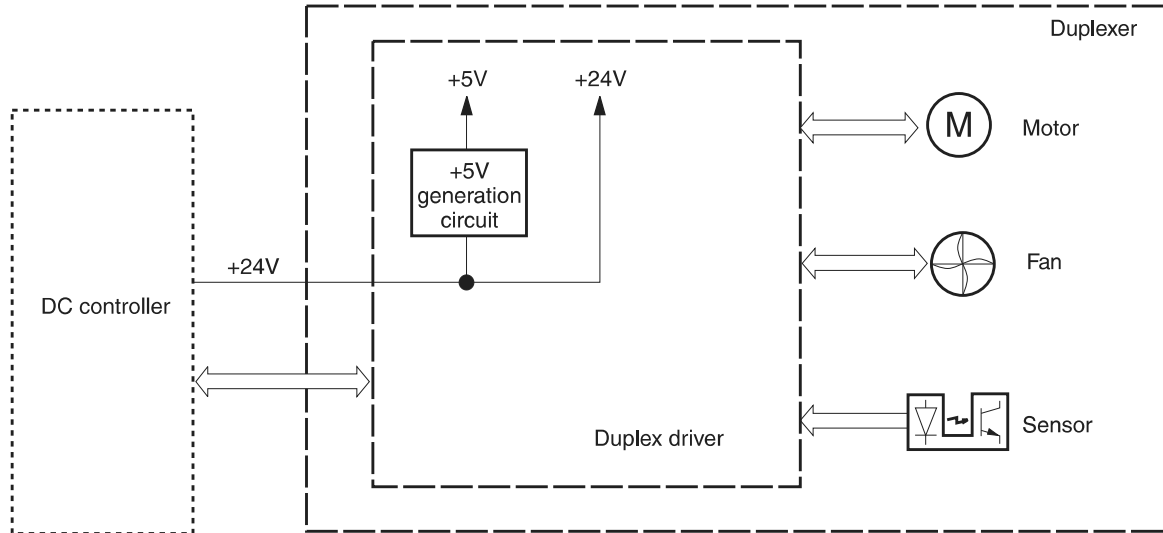 Duplexer
+5V
+24V
+5V
generation
circuit
M
Motor
+24V
Fan
DC controller
Duplex driver
Sensor